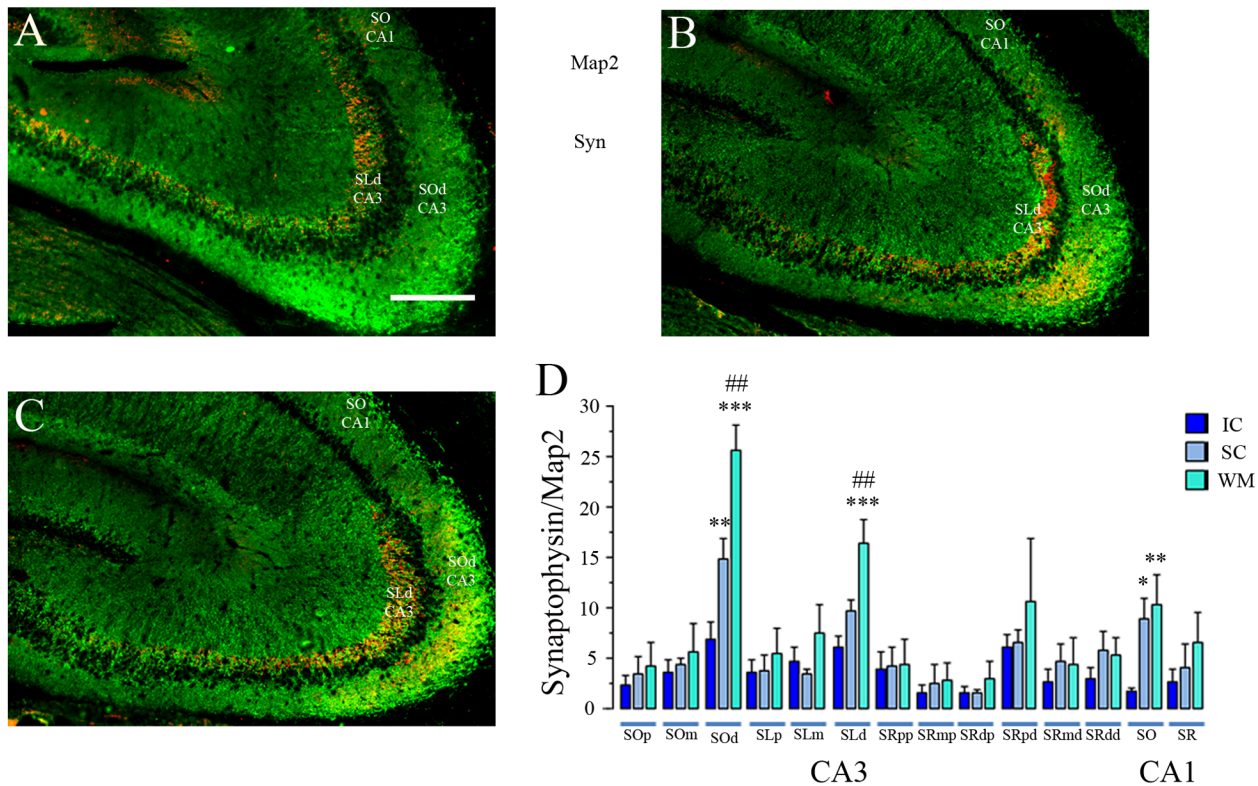 A
SO
CA1
SLd
CA3
SOd
CA3
Map2
Syn
B
SO
CA1
SLd
CA3
SOd
CA3
C
SO
CA1
SLd
CA3
SOd
CA3
D
Synaptophysin/Map2
30
25
20
15
10
5
0
##
***
**
##
***
*
**
IC
SC
WM
SOp SOm SOd SLp SLm SLd SRpp SRmp SRdp SRpd SRmd SRdd SO SR
CA3 CA1